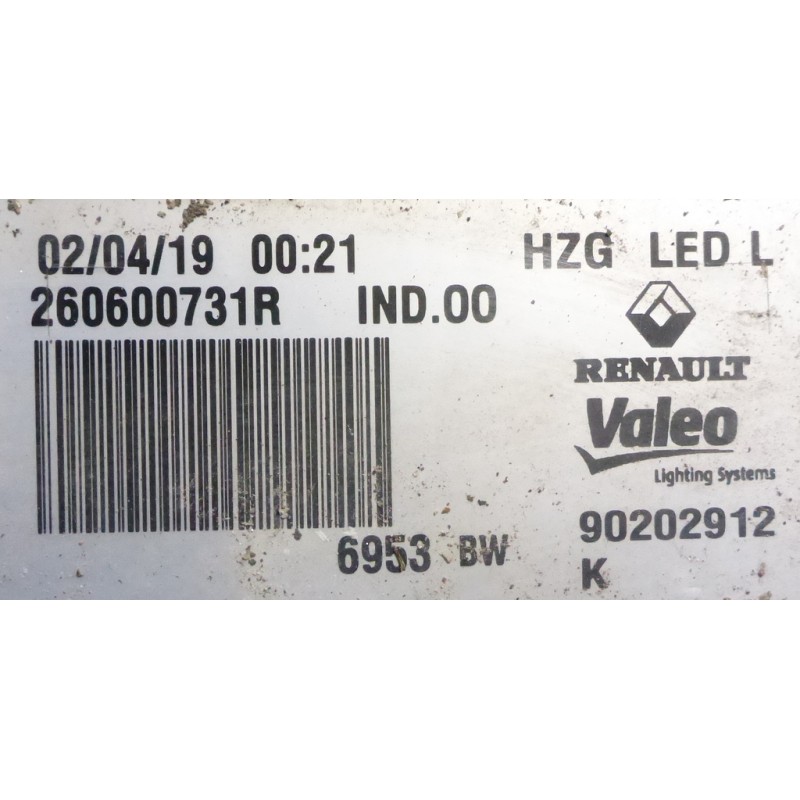 02/04/19 00:21 HZG LED L
260600731R IND.00
RENAULT
Valeo
Lighting Systems
90202912
6953 BW
K